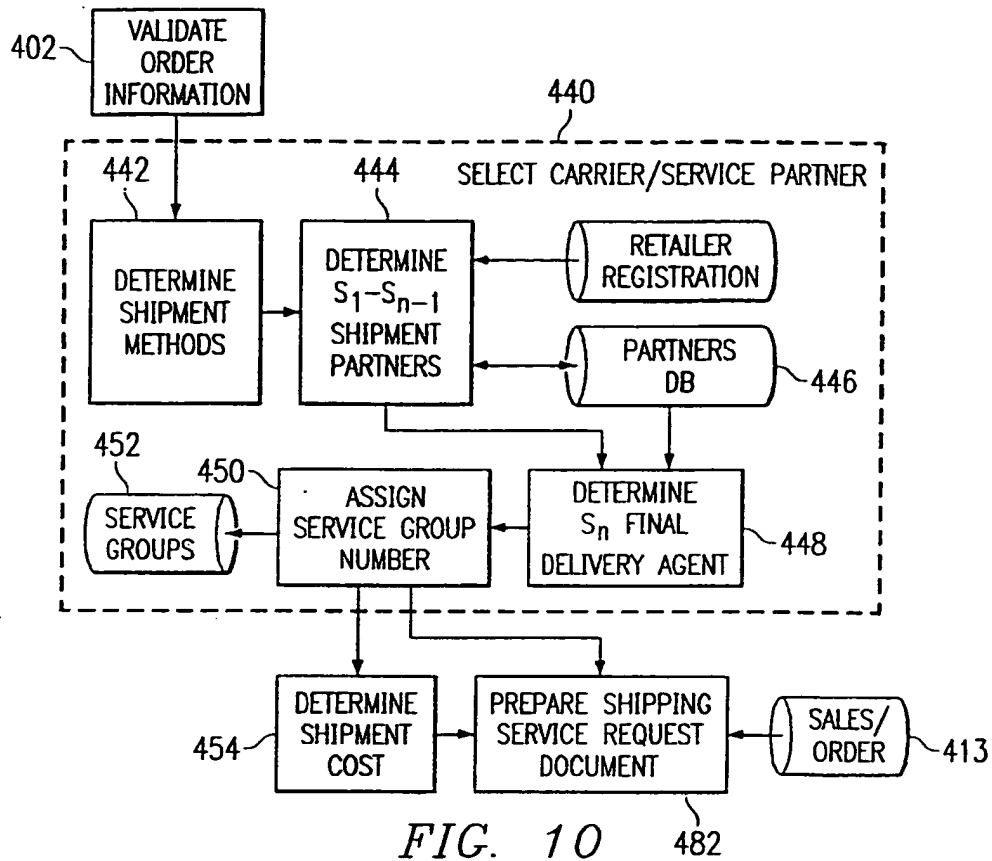 402
VALIDATE
ORDER
INFORMATION
440
SELECT CARRIER/SERVICE PARTNER
442
DETERMINE
SHIPMENT
METHODS
444
DETERMINE
S1–Sn−1
SHIPMENT
PARTNERS
RETAILER
REGISTRATION
PARTNERS
DB
446
452
SERVICE
GROUPS
450
ASSIGN
SERVICE GROUP
NUMBER
DETERMINE
Sn FINAL
DELIVERY AGENT
448
454
DETERMINE
SHIPMENT
COST
PREPARE SHIPPING
SERVICE REQUEST
DOCUMENT
482
SALES/
ORDER
413
FIG. 10